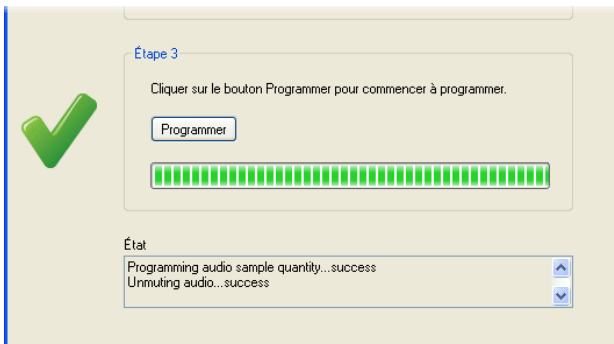 Étape 3
Cliquer sur le bouton Programmer pour commencer à programmer.
Programmer
État
Programming audio sample quantity...success
Unmuting audio...success